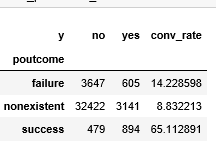 y no yes conv_rate
poutcome
failure 3647 605 14.228598
nonexistent 32422 3141 8.832213
success 479 894 65.112891